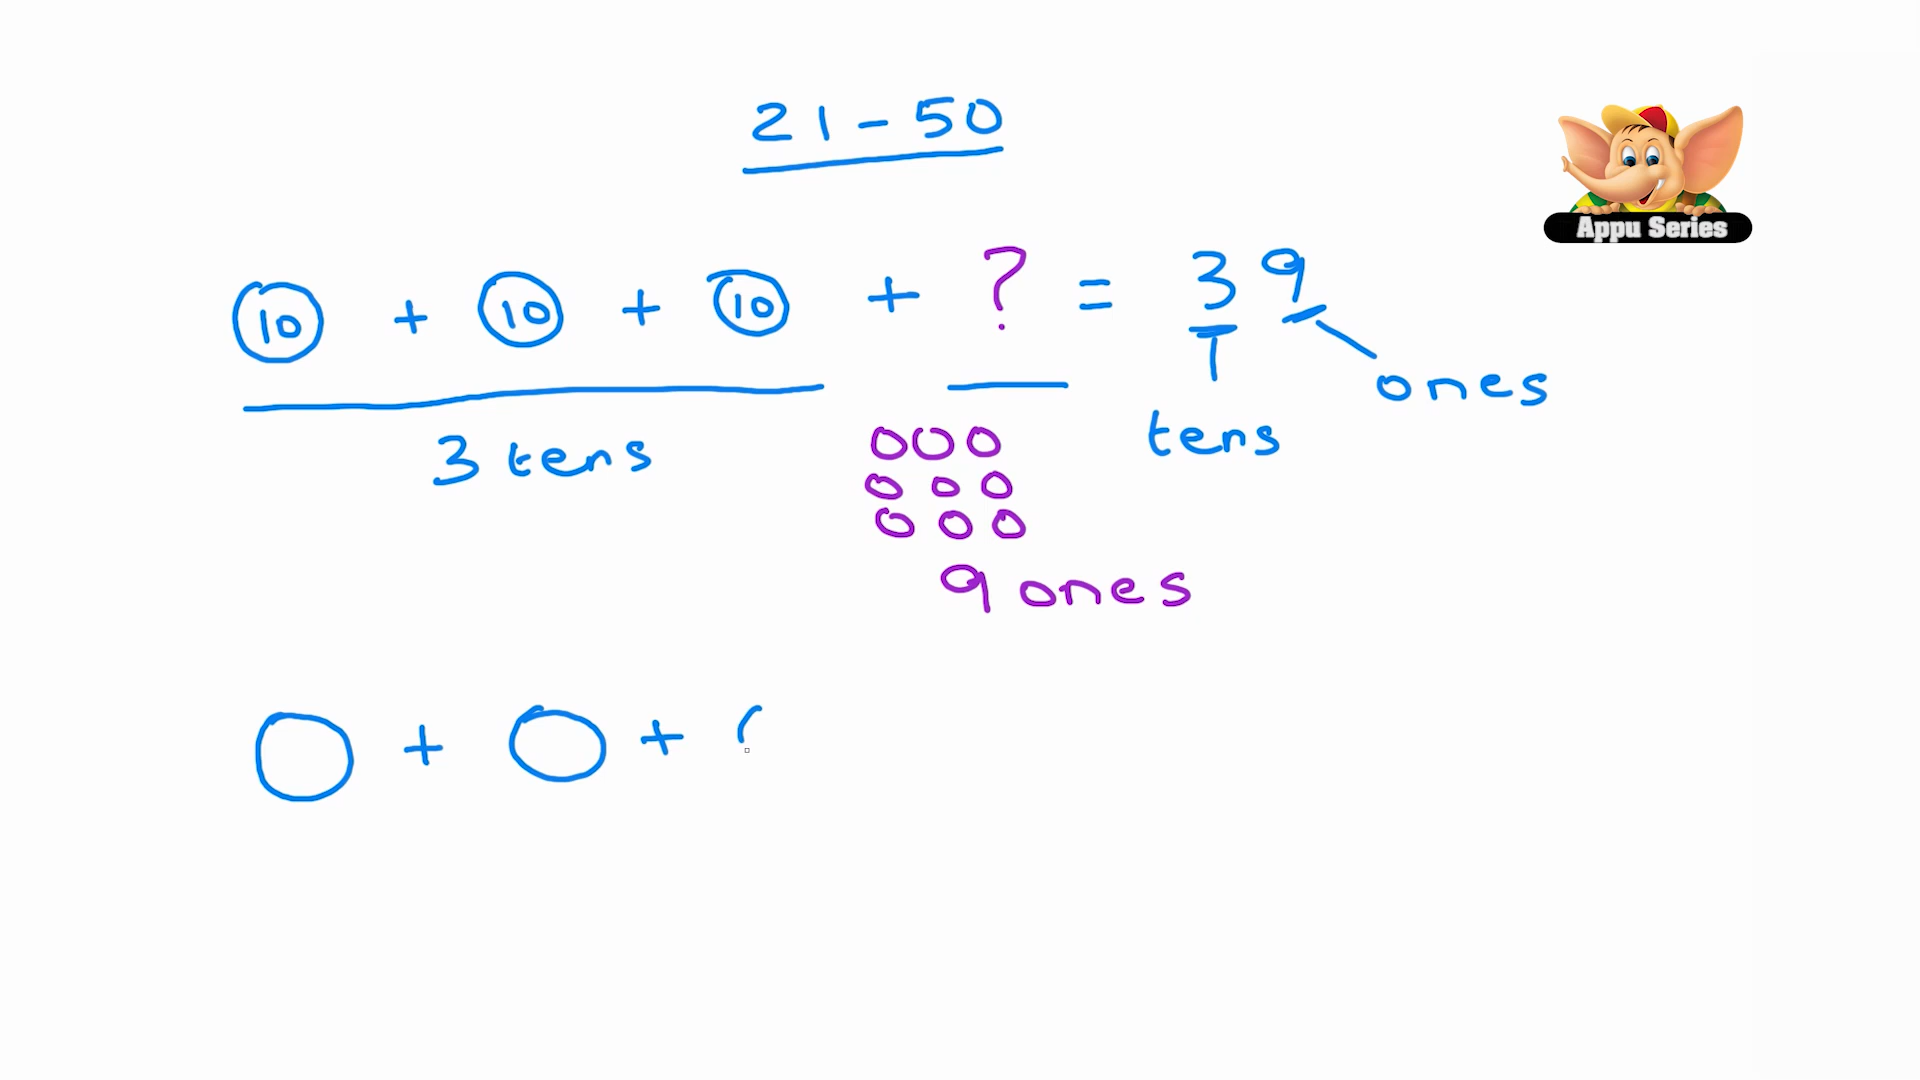 21-50
Appu Series
10 + 10 + 10 + ? = 39
ones
tens
3 tens
9 ones
+ +